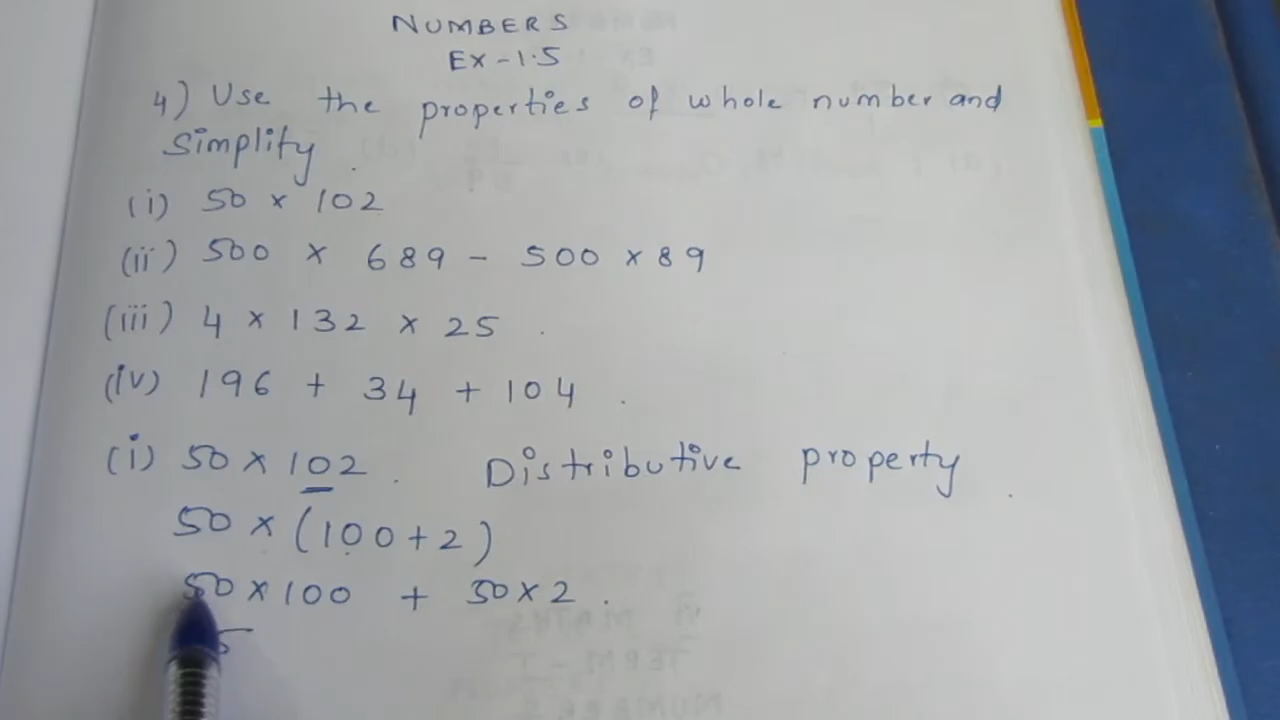 NUMBERS
Ex - 1.5
4) Use the properties of whole number and
Simplify
(i) 50 × 102
(ii) 500 × 689 - 500 × 89
(iii) 4 × 132 × 25
(iv) 196 + 34 + 104
(i) 50 × 102. Distributive property
50 × (100 + 2)
50 × 100 + 50 × 2.
5